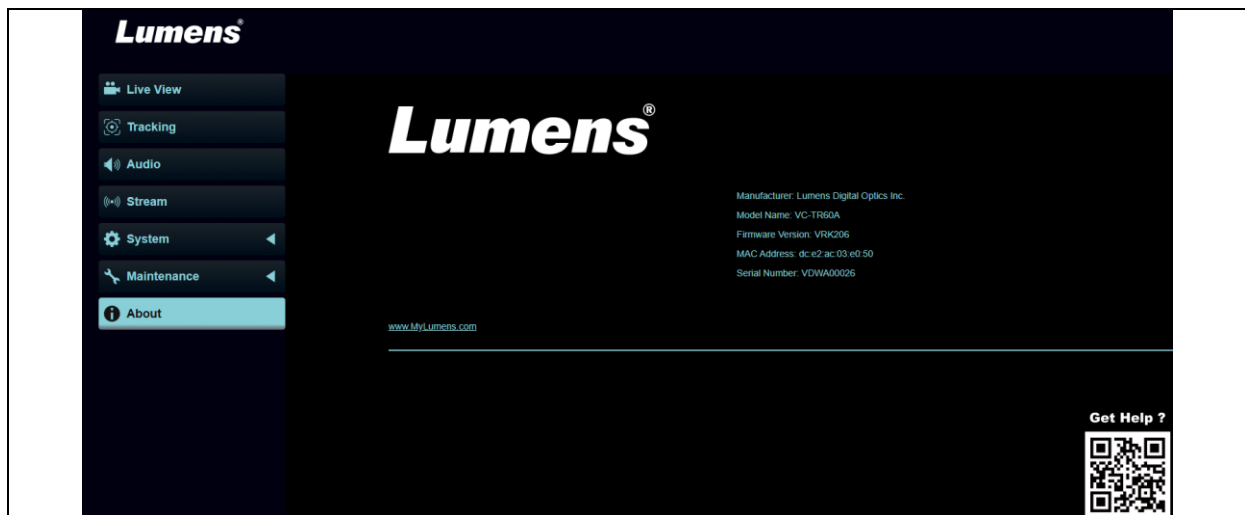 Lumens®
Live View
Tracking
Audio
Stream
System
Maintenance
About
Lumens®
Manufacturer: Lumens Digital Optics Inc.
Model Name: VC-TR60A
Firmware Version: VRK206
MAC Address: dc:e2:ac:03:e0:50
Serial Number: VDWA00026
www.MyLumens.com
Get Help ?